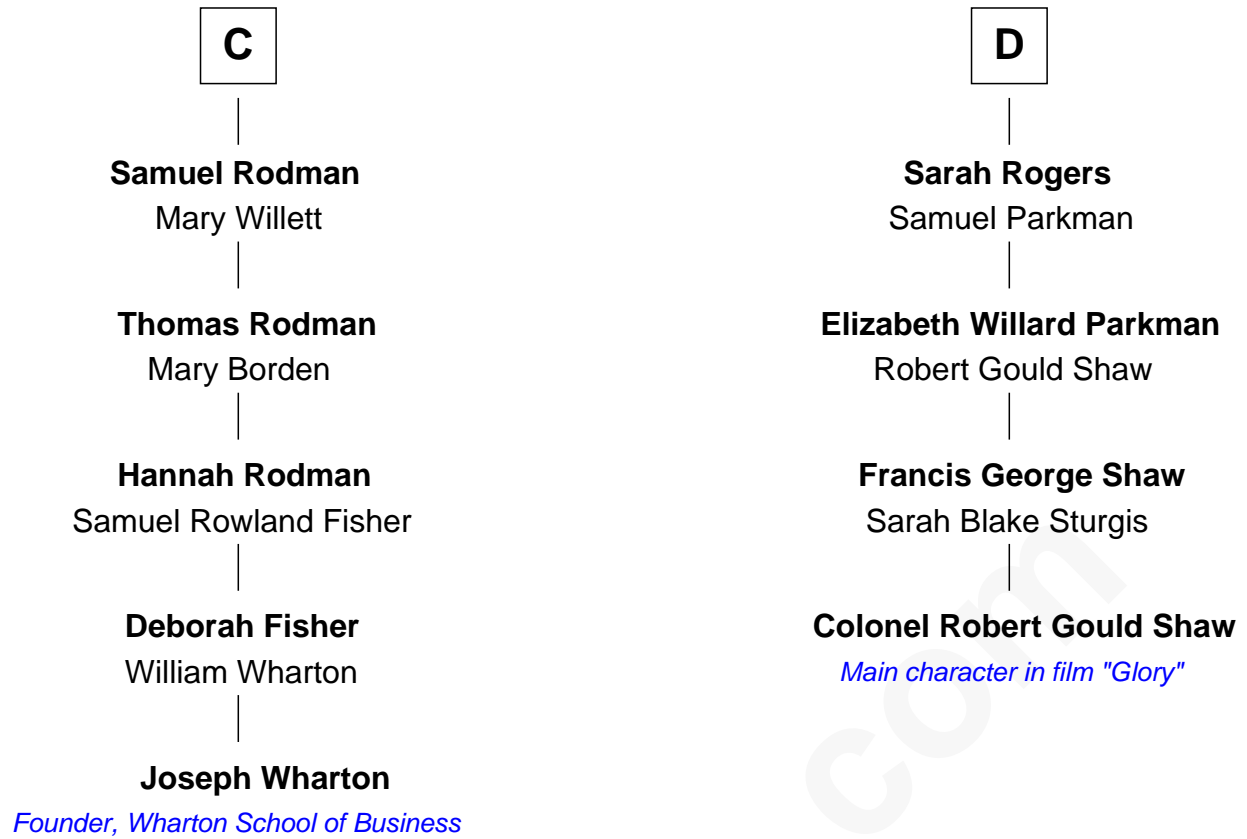 C
Samuel Rodman
Mary Willett
Thomas Rodman
Mary Borden
Hannah Rodman
Samuel Rowland Fisher
Deborah Fisher
William Wharton
Joseph Wharton
Founder, Wharton School of Business
D
Sarah Rogers
Samuel Parkman
Elizabeth Willard Parkman
Robert Gould Shaw
Francis George Shaw
Sarah Blake Sturgis
Colonel Robert Gould Shaw
Main character in film "Glory"
com